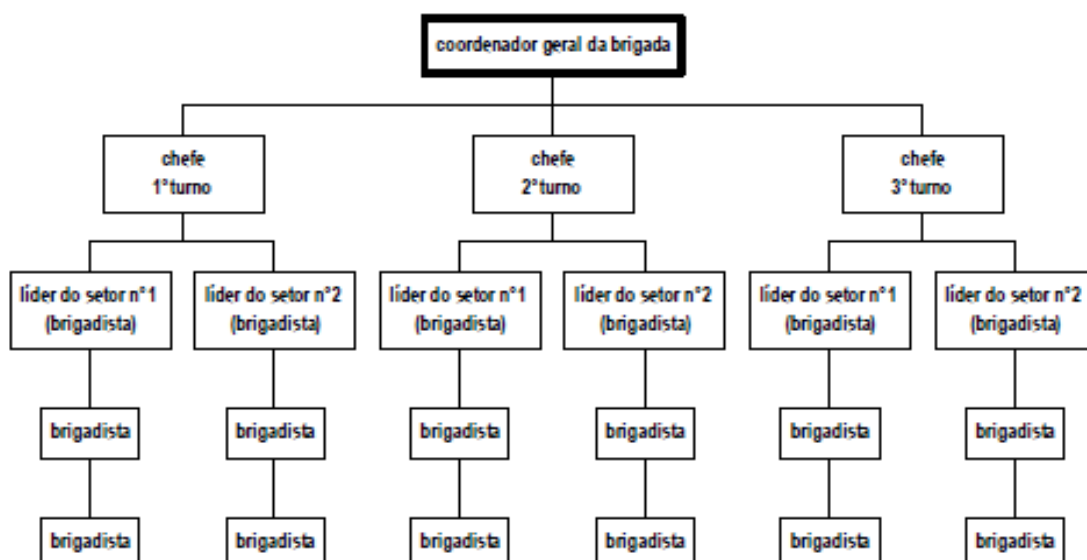 coordenador geral da brigada
chefe
1°turno
chefe
2°turno
chefe
3°turno
líder do setor n°1
(brigadista)
líder do setor n°2
(brigadista)
líder do setor n°1
(brigadista)
líder do setor n°2
(brigadista)
líder do setor n°1
(brigadista)
líder do setor n°2
(brigadista)
brigadista
brigadista
brigadista
brigadista
brigadista
brigadista
brigadista
brigadista
brigadista
brigadista
brigadista
brigadista